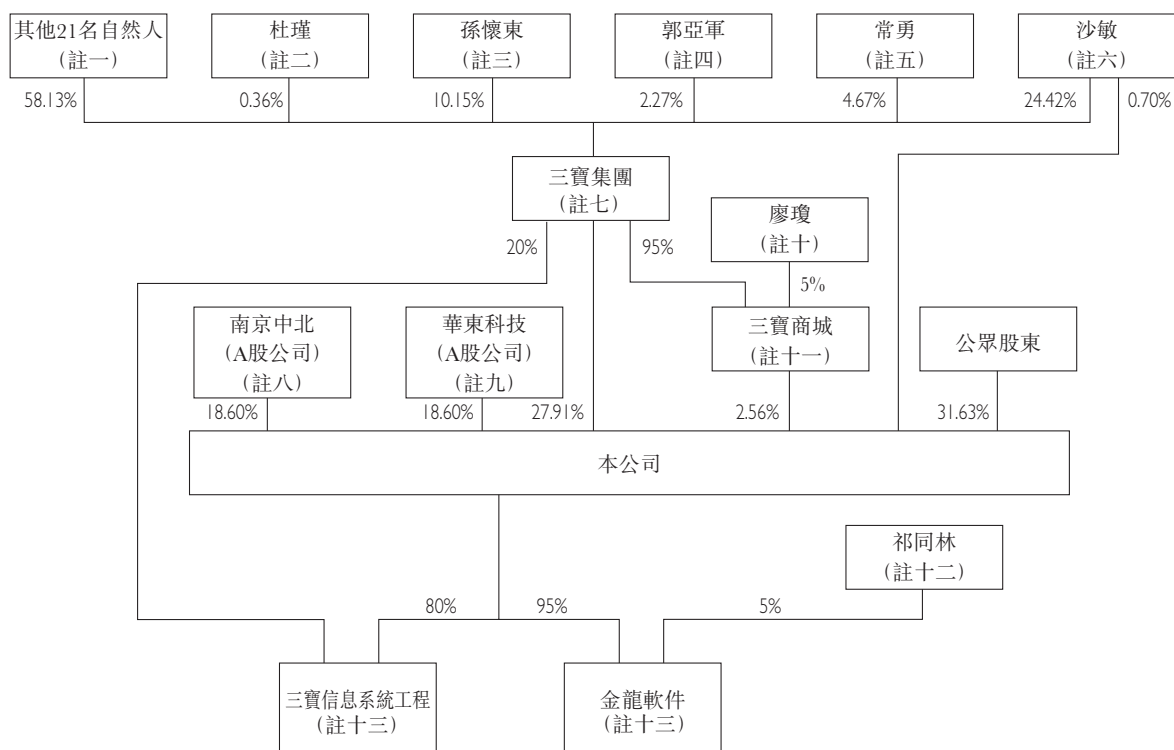 其他21名自然人
(註一)
杜瑾
(註二)
孫懷東
(註三)
郭亞軍
(註四)
常勇
(註五)
沙敏
(註六)
58.13%
0.36%
10.15%
2.27%
4.67%
24.42%
0.70%
三寶集團
(註七)
廖瓊
(註十)
20%
95%
5%
南京中北
(A股公司)
(註八)
華東科技
(A股公司)
(註九)
三寶商城
(註十一)
公眾股東
18.60%
18.60%
27.91%
2.56%
31.63%
本公司
祁同林
(註十二)
80%
95%
5%
三寶信息系統工程
(註十三)
金龍軟件
(註十三)